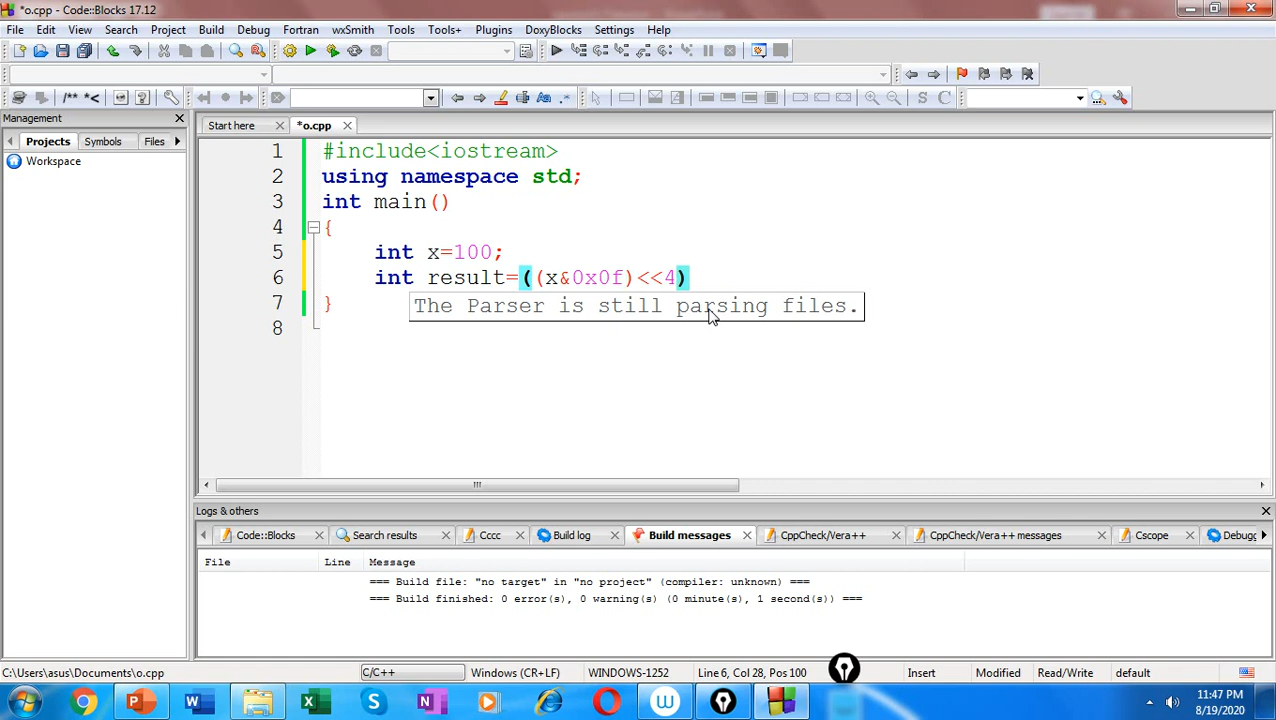 *o.cpp - Code::Blocks 17.12
File Edit View Search Project Build Debug Fortran wxSmith Tools Tools+ Plugins DoxyBlocks Settings Help
/** *<
Aa .*
S C
Management
Projects Symbols Files
Workspace
Start here *o.cpp
1 #include<iostream>
2 using namespace std;
3 int main()
4 {
5 int x=100;
6 int result=((x&0x0f)<<4)
7 }
The Parser is still parsing files.
8
Logs & others
Code::Blocks Search results Cccc Build log Build messages CppCheck/Vera++ CppCheck/Vera++ messages Cscope Debugg
File Line Message
=== Build file: "no target" in "no project" (compiler: unknown) ===
=== Build finished: 0 error(s), 0 warning(s) (0 minute(s), 1 second(s)) ===
C:\Users\asus\Documents\o.cpp C/C++ Windows (CR+LF) WINDOWS-1252 Line 6, Col 28, Pos 100 Insert Modified Read/Write default
11:47 PM
8/19/2020